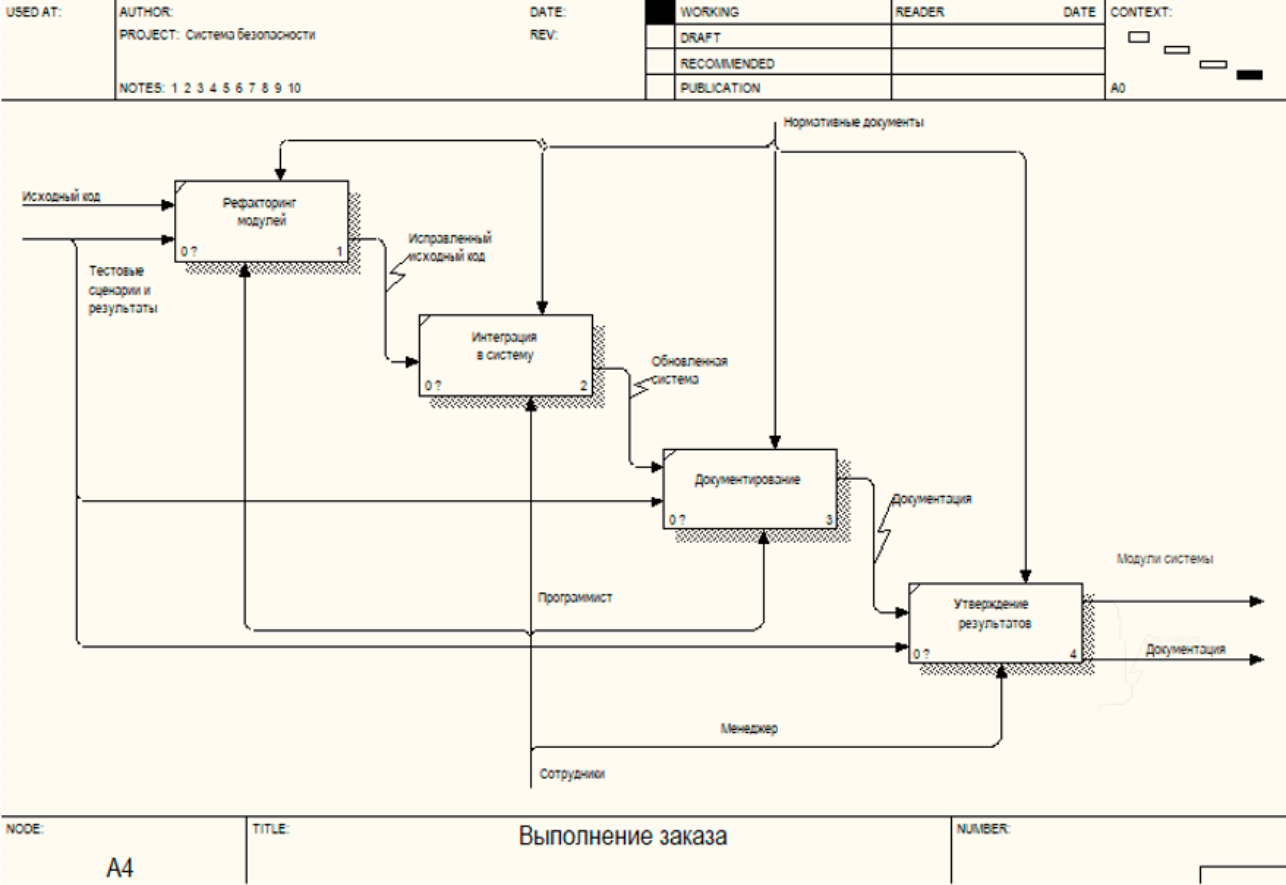 USED AT:
AUTHOR:
DATE:
WORKING
READER
DATE
CONTEXT:
PROJECT: Система безопасности
REV:
DRAFT
RECOMMENDED
NOTES: 1 2 3 4 5 6 7 8 9 10
PUBLICATION
A0
Нормативные документы
Исходный код
Рефакторинг
модулей
0 ?
1
Исправленный
исходный код
Тестовые
сценарии и
результаты
Интеграция
в систему
0 ?
2
Обновленная
система
Документирование
0 ?
3
Документация
Модули системы
Программист
Утверждение
результатов
0 ?
4
Документация
Менеджер
Сотрудники
NODE:
TITLE:
Выполнение заказа
NUMBER:
A4